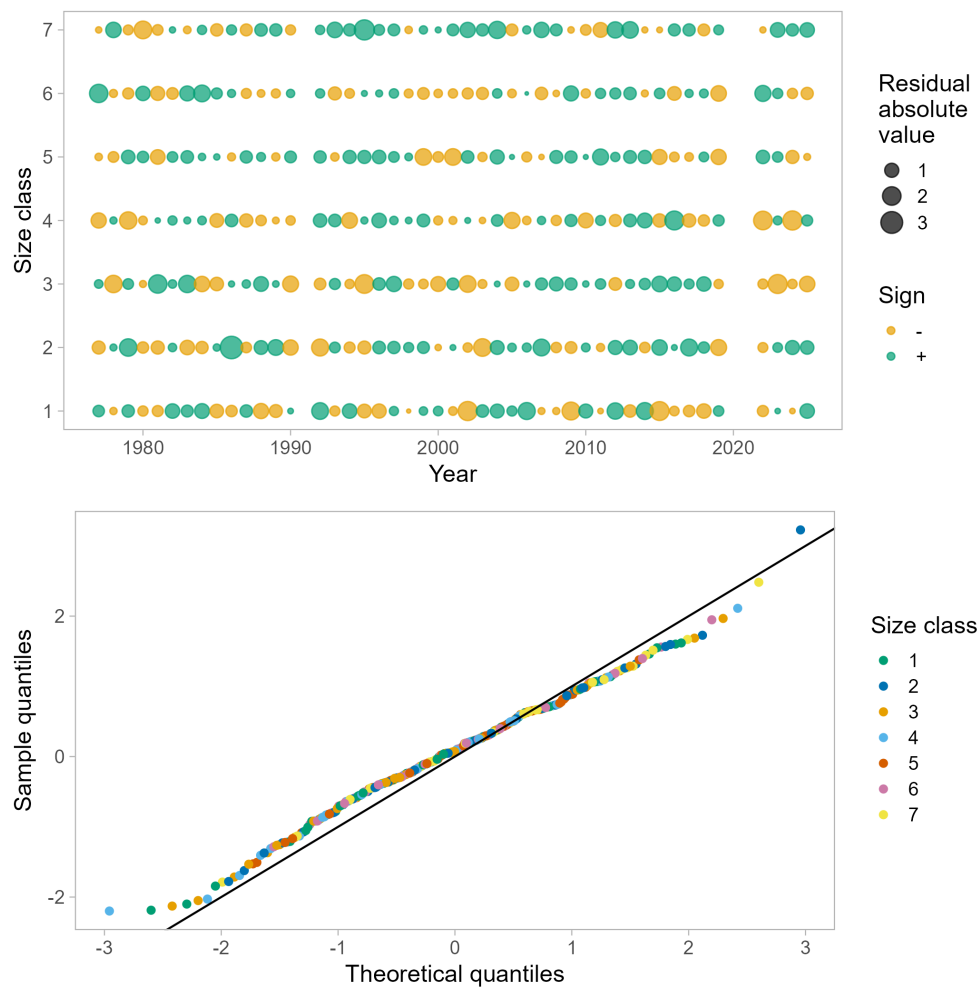 7
6
5
4
3
2
1
Size class
1980 1990 2000 2010 2020
Year
Residual
absolute
value
1
2
3
Sign
-
+
2
0
-2
Sample quantiles
-3 -2 -1 0 1 2 3
Theoretical quantiles
Size class
1
2
3
4
5
6
7